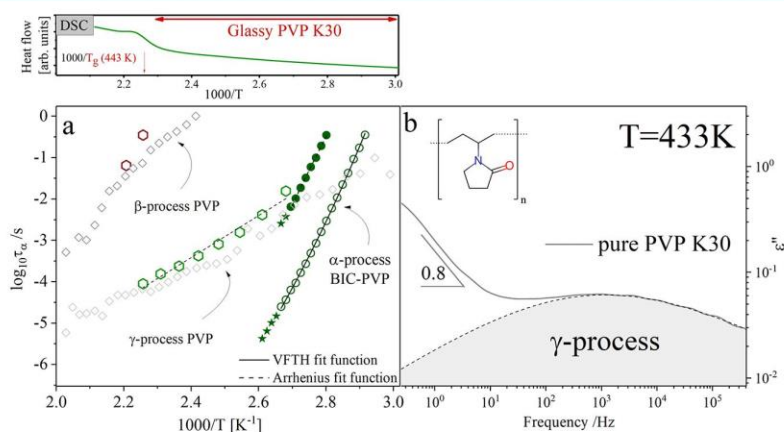 DSC
Heat flow
[arb. units]
Glassy PVP K30
1000/Tg (443 K)
2.2 2.4 2.6 2.8 3.0
1000/T
a
0
-1
-2
-3
-4
-5
-6
log10τα /s
β-process PVP
γ-process PVP
α-process
BIC-PVP
VFTH fit function
Arrhenius fit function
2.0 2.2 2.4 2.6 2.8 3.0
1000/T [K-1]
b
N
O
n
T=433K
pure PVP K30
0.8
γ-process
10^0 10^1 10^2 10^3 10^4 10^5
Frequency /Hz
10^0
10^-1
10^-2
ε''